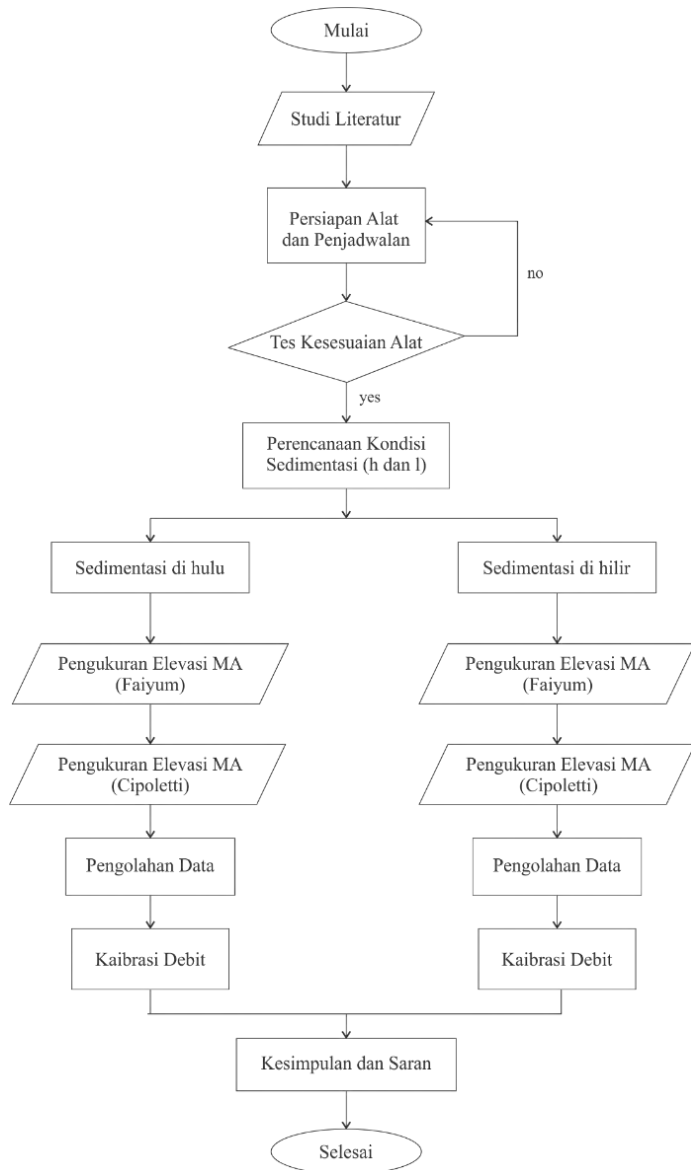 Mulai
Studi Literatur
Persiapan Alat
dan Penjadwalan
no
Tes Kesesuaian Alat
yes
Perencanaan Kondisi
Sedimentasi (h dan l)
Sedimentasi di hulu
Sedimentasi di hilir
Pengukuran Elevasi MA
(Faiyum)
Pengukuran Elevasi MA
(Faiyum)
Pengukuran Elevasi MA
(Cipoletti)
Pengukuran Elevasi MA
(Cipoletti)
Pengolahan Data
Pengolahan Data
Kaibrasi Debit
Kaibrasi Debit
Kesimpulan dan Saran
Selesai